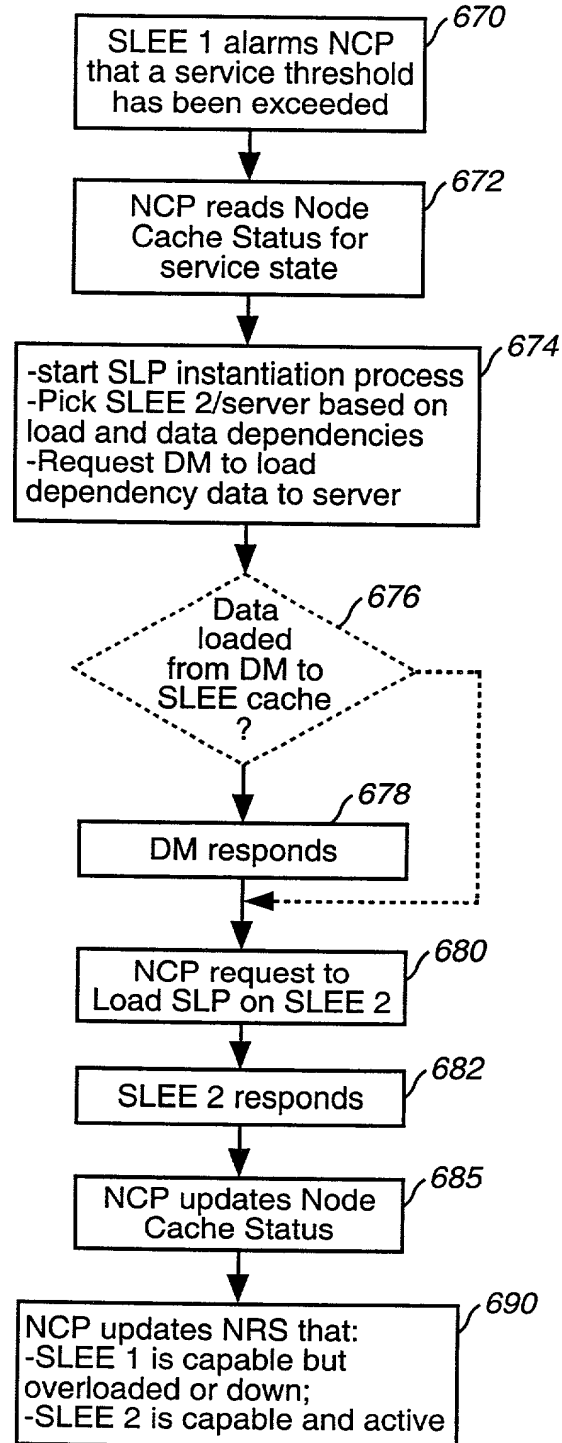 670
SLEE 1 alarms NCP
that a service threshold
has been exceeded
672
NCP reads Node
Cache Status for
service state
674
-start SLP instantiation process
-Pick SLEE 2/server based on
load and data dependencies
-Request DM to load
dependency data to server
676
Data
loaded
from DM to
SLEE cache
?
678
DM responds
680
NCP request to
Load SLP on SLEE 2
682
SLEE 2 responds
685
NCP updates Node
Cache Status
690
NCP updates NRS that:
-SLEE 1 is capable but
overloaded or down;
-SLEE 2 is capable and active